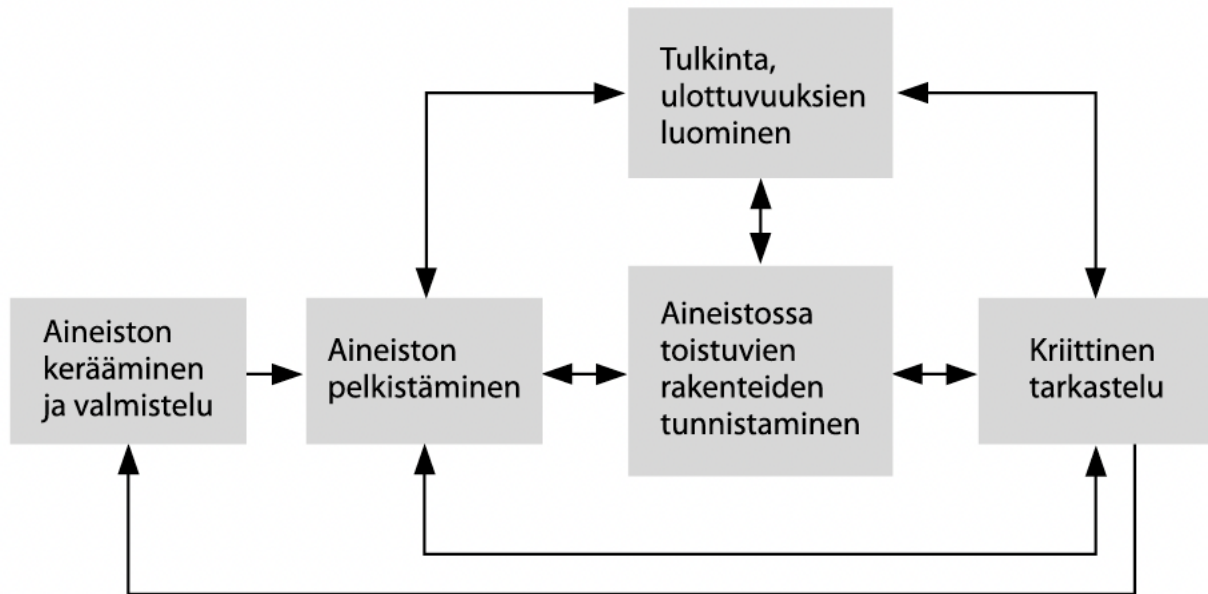 Tulkinta,
ulottuvuuksien
luominen
Aineiston
kerääminen
ja valmistelu
Aineiston
pelkistäminen
Aineistossa
toistuvien
rakenteiden
tunnistaminen
Kriittinen
tarkastelu